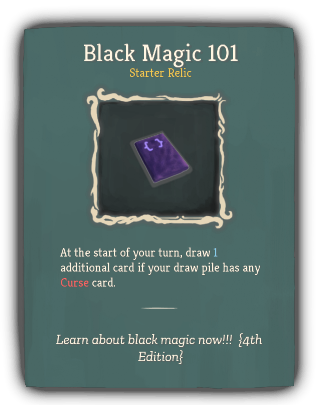 Black Magic 101
Starter Relic
At the start of your turn, draw 1
additional card if your draw pile has any
Curse card.
Learn about black magic now!!! {4th
Edition}